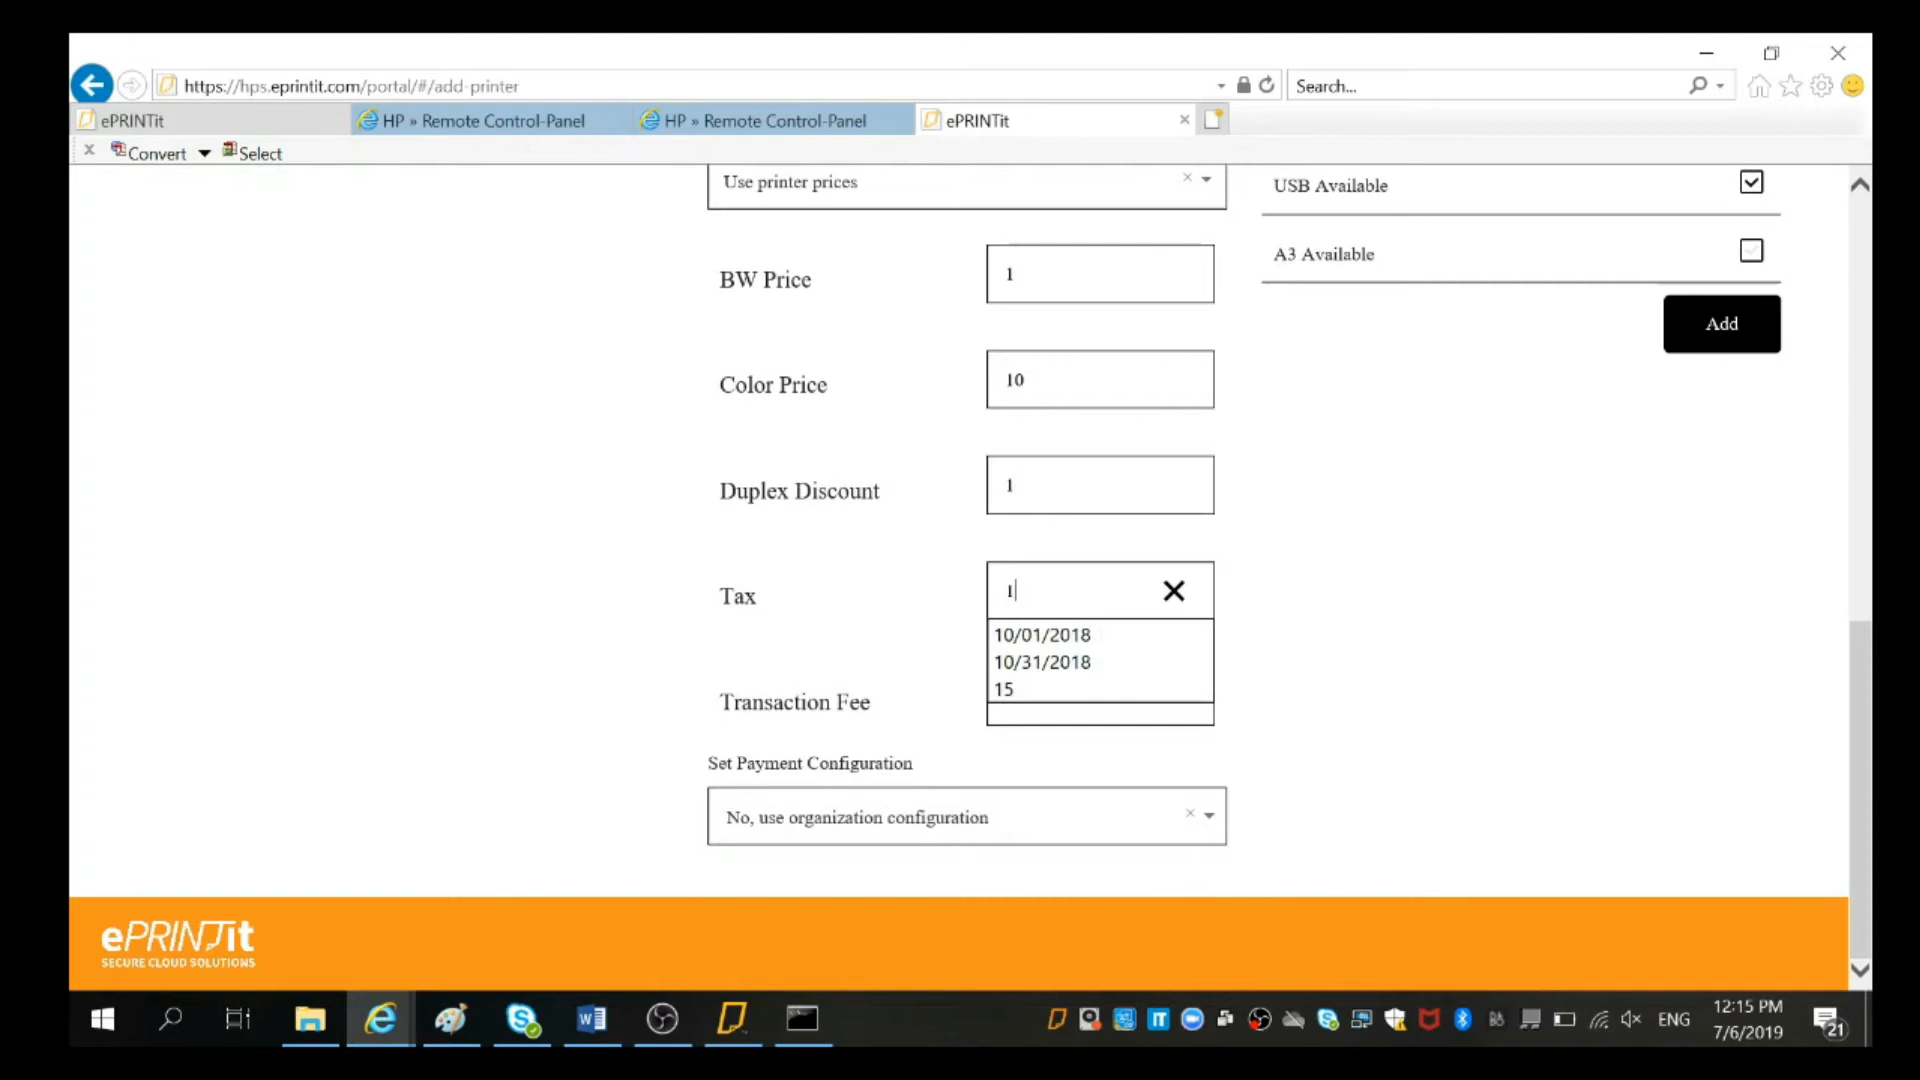 https://hps.eprintit.com/portal/#/add-printer
Search...
ePRINTit
HP » Remote Control-Panel
HP » Remote Control-Panel
ePRINTit
Convert
Select
Use printer prices
USB Available
BW Price
1
A3 Available
Add
Color Price
10
Duplex Discount
1
Tax
1
10/01/2018
10/31/2018
15
Transaction Fee
Set Payment Configuration
No, use organization configuration
ePRINTit
SECURE CLOUD SOLUTIONS
ENG
12:15 PM
7/6/2019
21